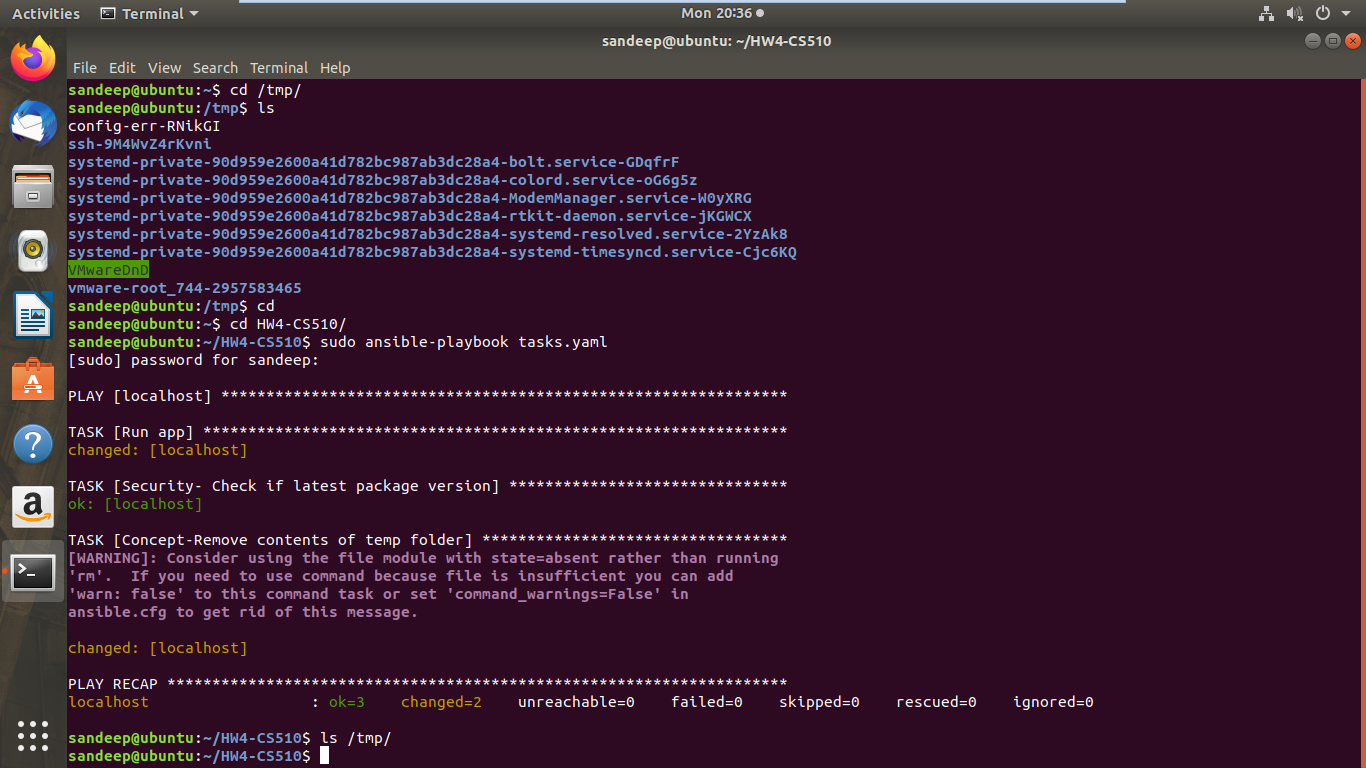 Activities Terminal Mon 20:36
sandeep@ubuntu: ~/HW4-CS510
File Edit View Search Terminal Help
sandeep@ubuntu:~$ cd /tmp/
sandeep@ubuntu:/tmp$ ls
config-err-RNikGI
ssh-9M4WvZ4rKvni
systemd-private-90d959e2600a41d782bc987ab3dc28a4-bolt.service-GDqfrF
systemd-private-90d959e2600a41d782bc987ab3dc28a4-colord.service-oG6g5z
systemd-private-90d959e2600a41d782bc987ab3dc28a4-ModemManager.service-W0yXRG
systemd-private-90d959e2600a41d782bc987ab3dc28a4-rtkit-daemon.service-jKGWCX
systemd-private-90d959e2600a41d782bc987ab3dc28a4-systemd-resolved.service-2YzAk8
systemd-private-90d959e2600a41d782bc987ab3dc28a4-systemd-timesyncd.service-Cjc6KQ
VMwareDnD
vmware-root_744-2957583465
sandeep@ubuntu:/tmp$ cd
sandeep@ubuntu:~$ cd HW4-CS510/
sandeep@ubuntu:~/HW4-CS510$ sudo ansible-playbook tasks.yaml
[sudo] password for sandeep:
PLAY [localhost] ***************************************************************
TASK [Run app] *****************************************************************
changed: [localhost]
TASK [Security- Check if latest package version] *******************************
ok: [localhost]
TASK [Concept-Remove contents of temp folder] **********************************
[WARNING]: Consider using the file module with state=absent rather than running
'rm'.  If you need to use command because file is insufficient you can add
'warn: false' to this command task or set 'command_warnings=False' in
ansible.cfg to get rid of this message.
changed: [localhost]
PLAY RECAP *********************************************************************
localhost                  : ok=3    changed=2    unreachable=0    failed=0    skipped=0    rescued=0    ignored=0
sandeep@ubuntu:~/HW4-CS510$ ls /tmp/
sandeep@ubuntu:~/HW4-CS510$